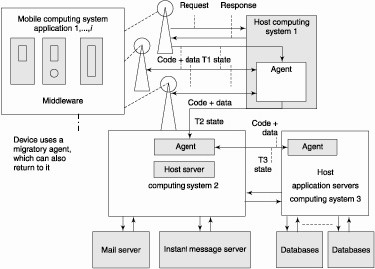 Mobile computing system
application 1,...,i
Middleware
Device uses a
migratory agent,
which can also
return to it
Request Response
Host computing
system 1
Code + data T1 state
Agent
Code + data
T2 state
Agent
Host server
computing system 2
Code +
data
T3
state
Agent
Host
application servers
computing system 3
Mail server
Instant message server
Databases
Databases